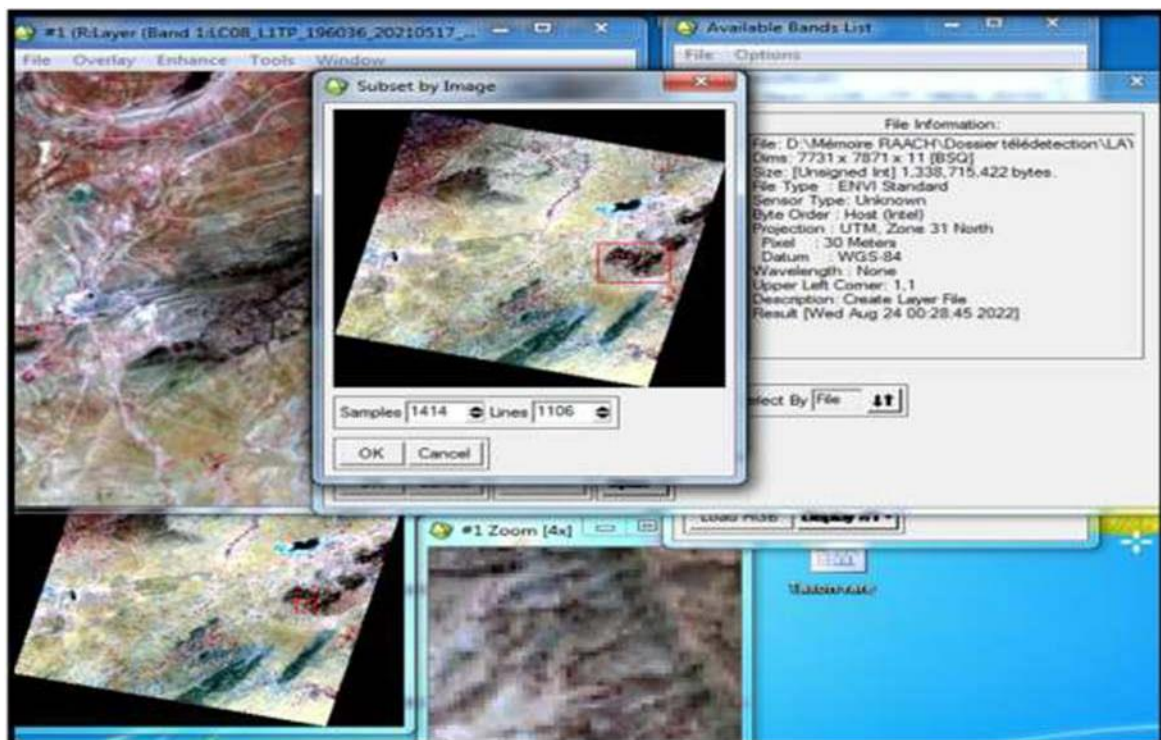 #1 (R:Layer (Band 1:LC08_L1TP_196036_20210517_...
File Overlay Enhance Tools Window
Available Bands List
File Options
Subset by Image
Samples 1414 Lines 1106
OK Cancel
File Information:
File: D:\Mémoire RAACH\Dossier télédetection\LA\
Dims: 7731 x 7871 x 11 [BSQ]
Size: [Unsigned Int] 1,338,715,422 bytes.
File Type : ENVI Standard
Sensor Type: Unknown
Byte Order : Host (Intel)
Projection : UTM, Zone 31 North
Pixel : 30 Meters
Datum : WGS-84
Wavelength : None
Upper Left Corner: 1,1
Description: Create Layer File
Result [Wed Aug 24 00:28:45 2022]
elect By File
Load RGB Display #1
#1 Zoom [4x]